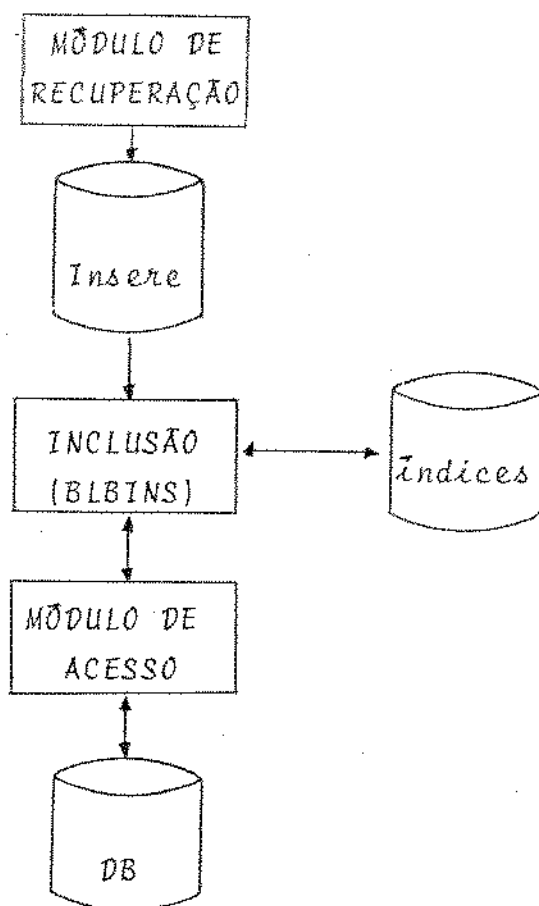 MÓDULO DE
RECUPERAÇÃO
Insere
INCLUSÃO
(BLBINS)
índices
MÓDULO DE
ACESSO
DB